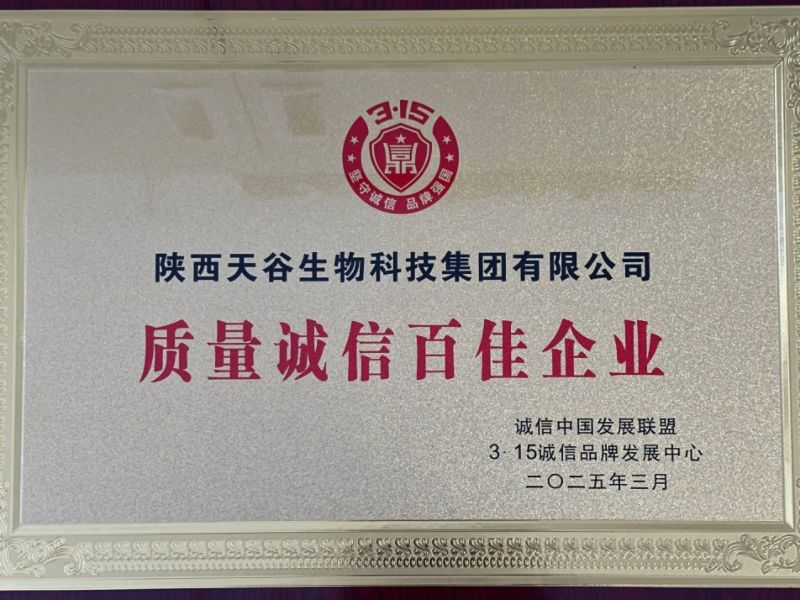 3·15
坚守诚信 品牌强国
陕西天谷生物科技集团有限公司
质量诚信百佳企业
诚信中国发展联盟
3·15诚信品牌发展中心
二〇二五年三月